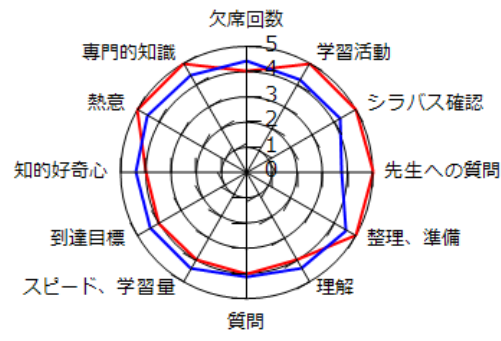 欠席回数
学習活動
シラバス確認
先生への質問
整理、準備
理解
質問
スピード、学習量
到達目標
知的好奇心
熱意
専門的知識
5
4
3
2
1
0